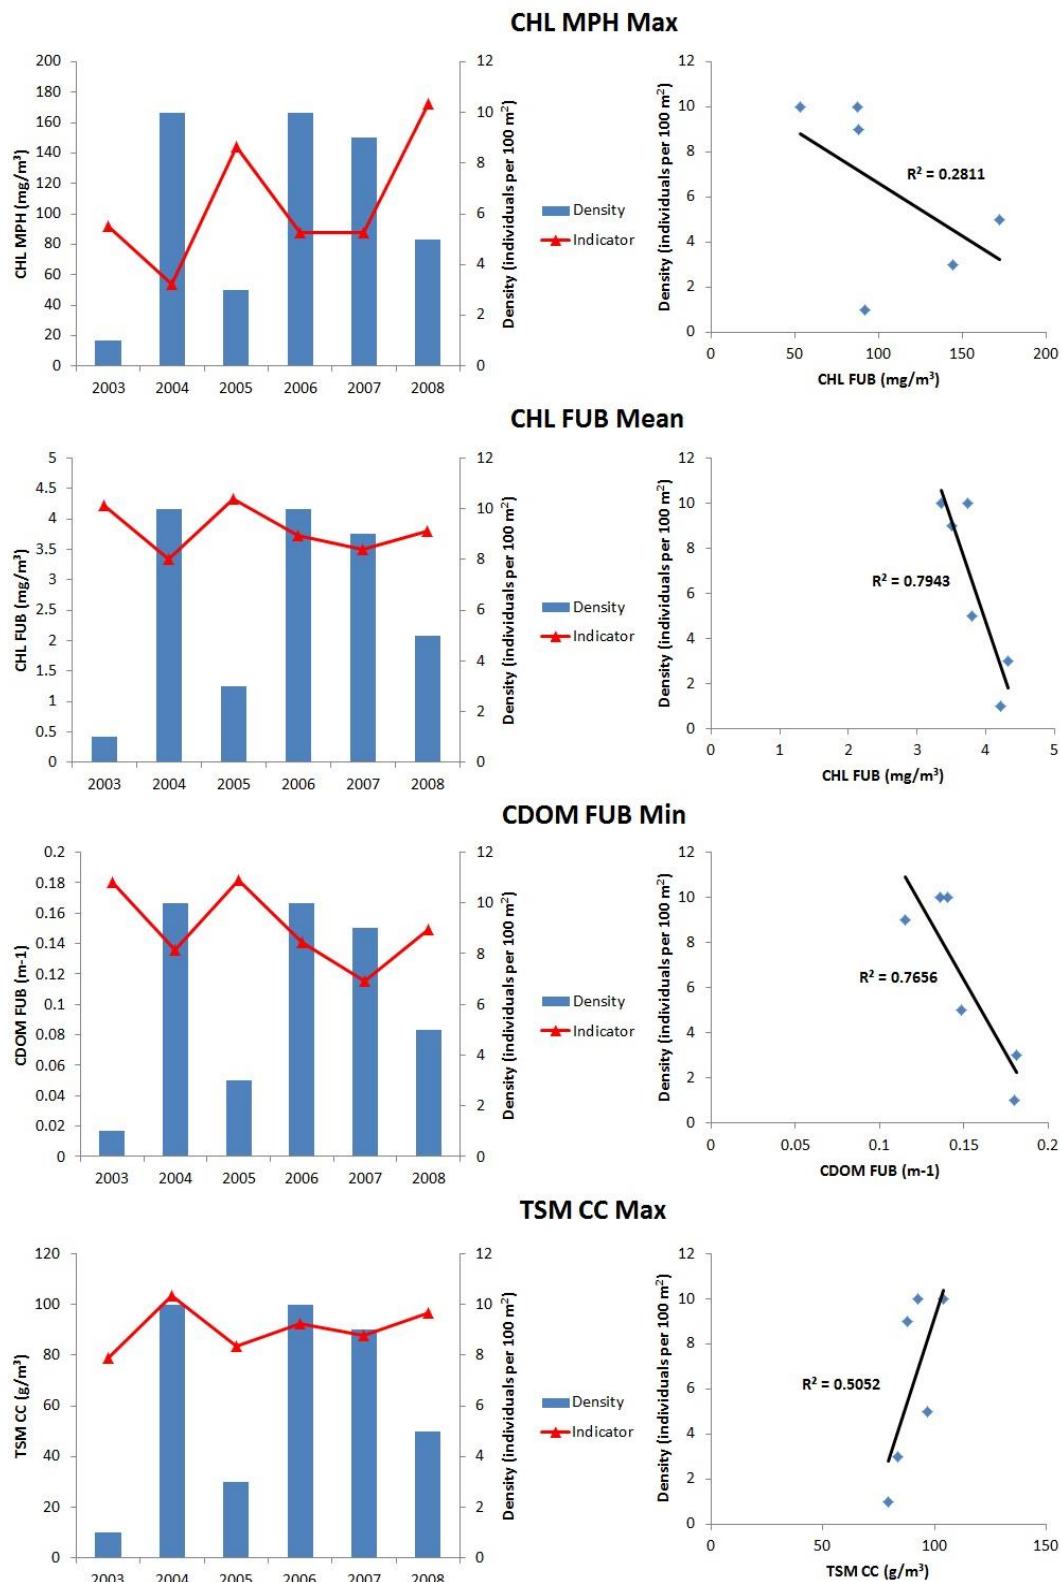 CHL MPH Max
CHL MPH (mg/m³)
200
180
160
140
120
100
80
60
40
20
0
12
10
8
6
4
2
0
Density (individuals per 100 m²)
2003 2004 2005 2006 2007 2008
Density
Indicator
Density (individuals per 100 m²)
12
10
8
6
4
2
0
R² = 0.2811
0 50 100 150 200
CHL FUB (mg/m³)
CHL FUB Mean
CHL FUB (mg/m³)
5
4.5
4
3.5
3
2.5
2
1.5
1
0.5
0
12
10
8
6
4
2
0
Density (individuals per 100 m²)
2003 2004 2005 2006 2007 2008
Density
Indicator
Density (individuals per 100 m²)
12
10
8
6
4
2
0
R² = 0.7943
0 1 2 3 4 5
CHL FUB (mg/m³)
CDOM FUB Min
CDOM FUB (m-1)
0.2
0.18
0.16
0.14
0.12
0.1
0.08
0.06
0.04
0.02
0
12
10
8
6
4
2
0
Density (individuals per 100 m²)
2003 2004 2005 2006 2007 2008
Density
Indicator
Density (individuals per 100 m²)
12
10
8
6
4
2
0
R² = 0.7656
0 0.05 0.1 0.15 0.2
CDOM FUB (m-1)
TSM CC Max
TSM CC (g/m³)
120
100
80
60
40
20
0
12
10
8
6
4
2
0
Density (individuals per 100 m²)
2003 2004 2005 2006 2007 2008
Density
Indicator
Density (individuals per 100 m²)
12
10
8
6
4
2
0
R² = 0.5052
0 50 100 150
TSM CC (g/m³)